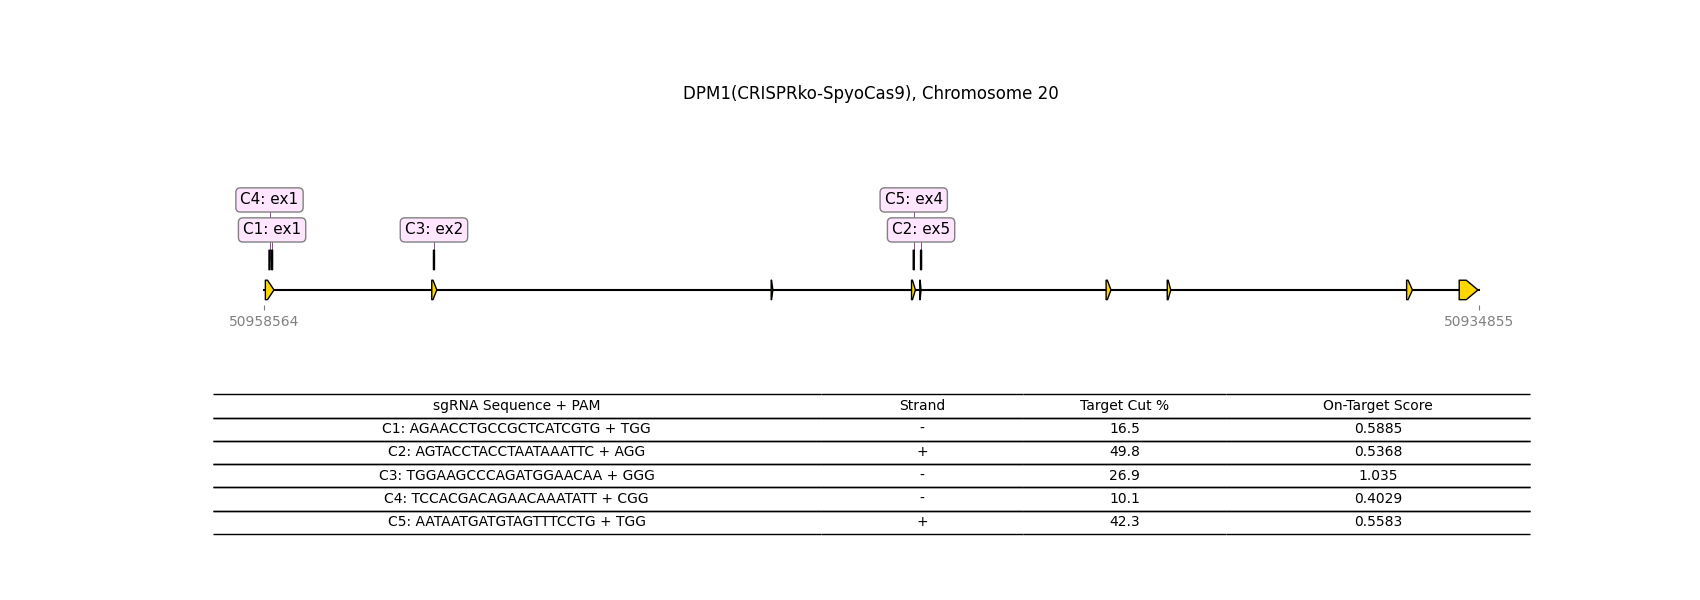 DPM1(CRISPRko-SpyoCas9), Chromosome 20
C4: ex1
C5: ex4
C1: ex1
C3: ex2
C2: ex5
50958564
50934855
sgRNA Sequence + PAM Strand Target Cut % On-Target Score
C1: AGAACCTGCCGCTCATCGTG + TGG - 16.5 0.5885
C2: AGTACCTACCTAATAAATTC + AGG + 49.8 0.5368
C3: TGGAAGCCCAGATGGAACAA + GGG - 26.9 1.035
C4: TCCACGACAGAACAAATATT + CGG - 10.1 0.4029
C5: AATAATGATGTAGTTTCCTG + TGG + 42.3 0.5583